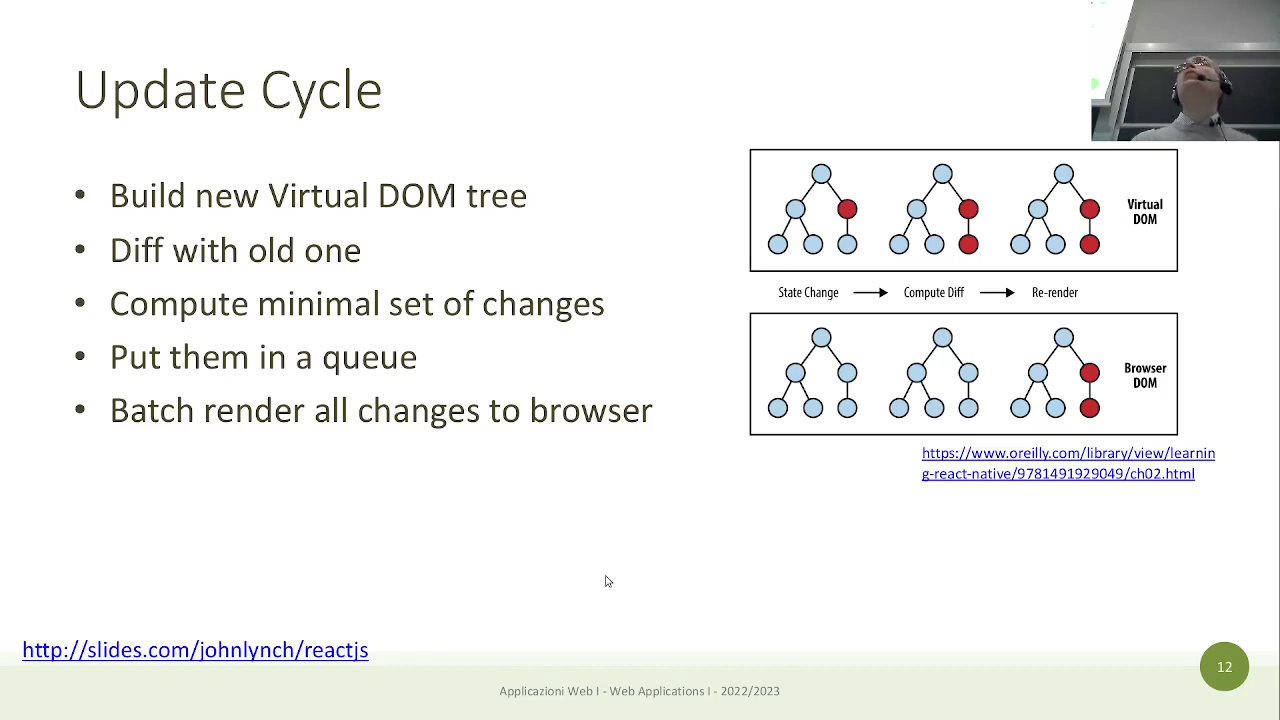 Update Cycle
• Build new Virtual DOM tree
• Diff with old one
• Compute minimal set of changes
• Put them in a queue
• Batch render all changes to browser
Virtual
DOM
State Change
Compute Diff
Re-render
Browser
DOM
https://www.oreilly.com/library/view/learnin
g-react-native/9781491929049/ch02.html
http://slides.com/johnlynch/reactjs
Applicazioni Web I - Web Applications I - 2022/2023
12